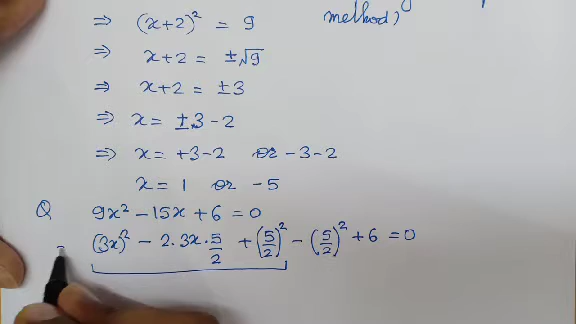 ⇒ (x+2)² = 9
method,
⇒ x+2 = ±√9
⇒ x+2 = ±3
⇒ x = ±3-2
⇒ x = +3-2 or -3-2
x = 1 or -5
Q 9x² - 15x + 6 = 0
(3x)² - 2.3x.5/2 + (5/2)² - (5/2)² + 6 = 0